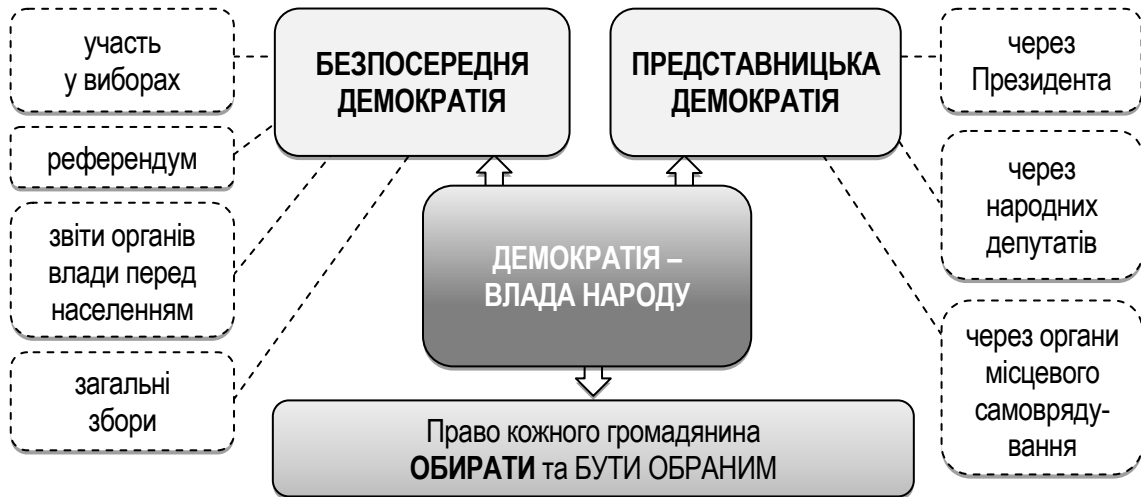 участь
у виборах
референдум
звіти органів
влади перед
населенням
загальні
збори
БЕЗПОСЕРЕДНЯ
ДЕМОКРАТІЯ
ПРЕДСТАВНИЦЬКА
ДЕМОКРАТІЯ
ДЕМОКРАТІЯ –
ВЛАДА НАРОДУ
Право кожного громадянина
ОБИРАТИ та БУТИ ОБРАНИМ
через
Президента
через
народних
депутатів
через органи
місцевого
самовряду-
вання